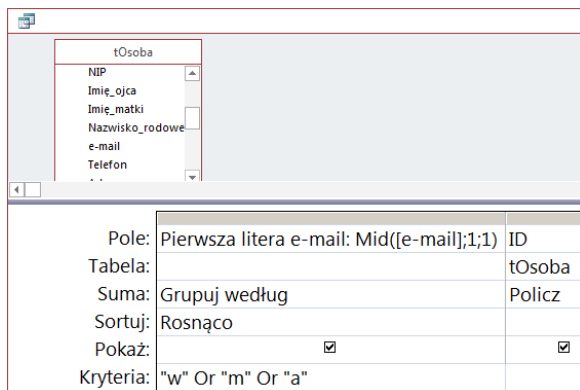 tOsoba
NIP
Imię_ojca
Imię_matki
Nazwisko_rodowe
e-mail
Telefon
Pole: Pierwsza litera e-mail: Mid([e-mail];1;1) ID
Tabela: tOsoba
Suma: Grupuj według Policz
Sortuj: Rosnąco
Pokaż:
Kryteria: "w" Or "m" Or "a"